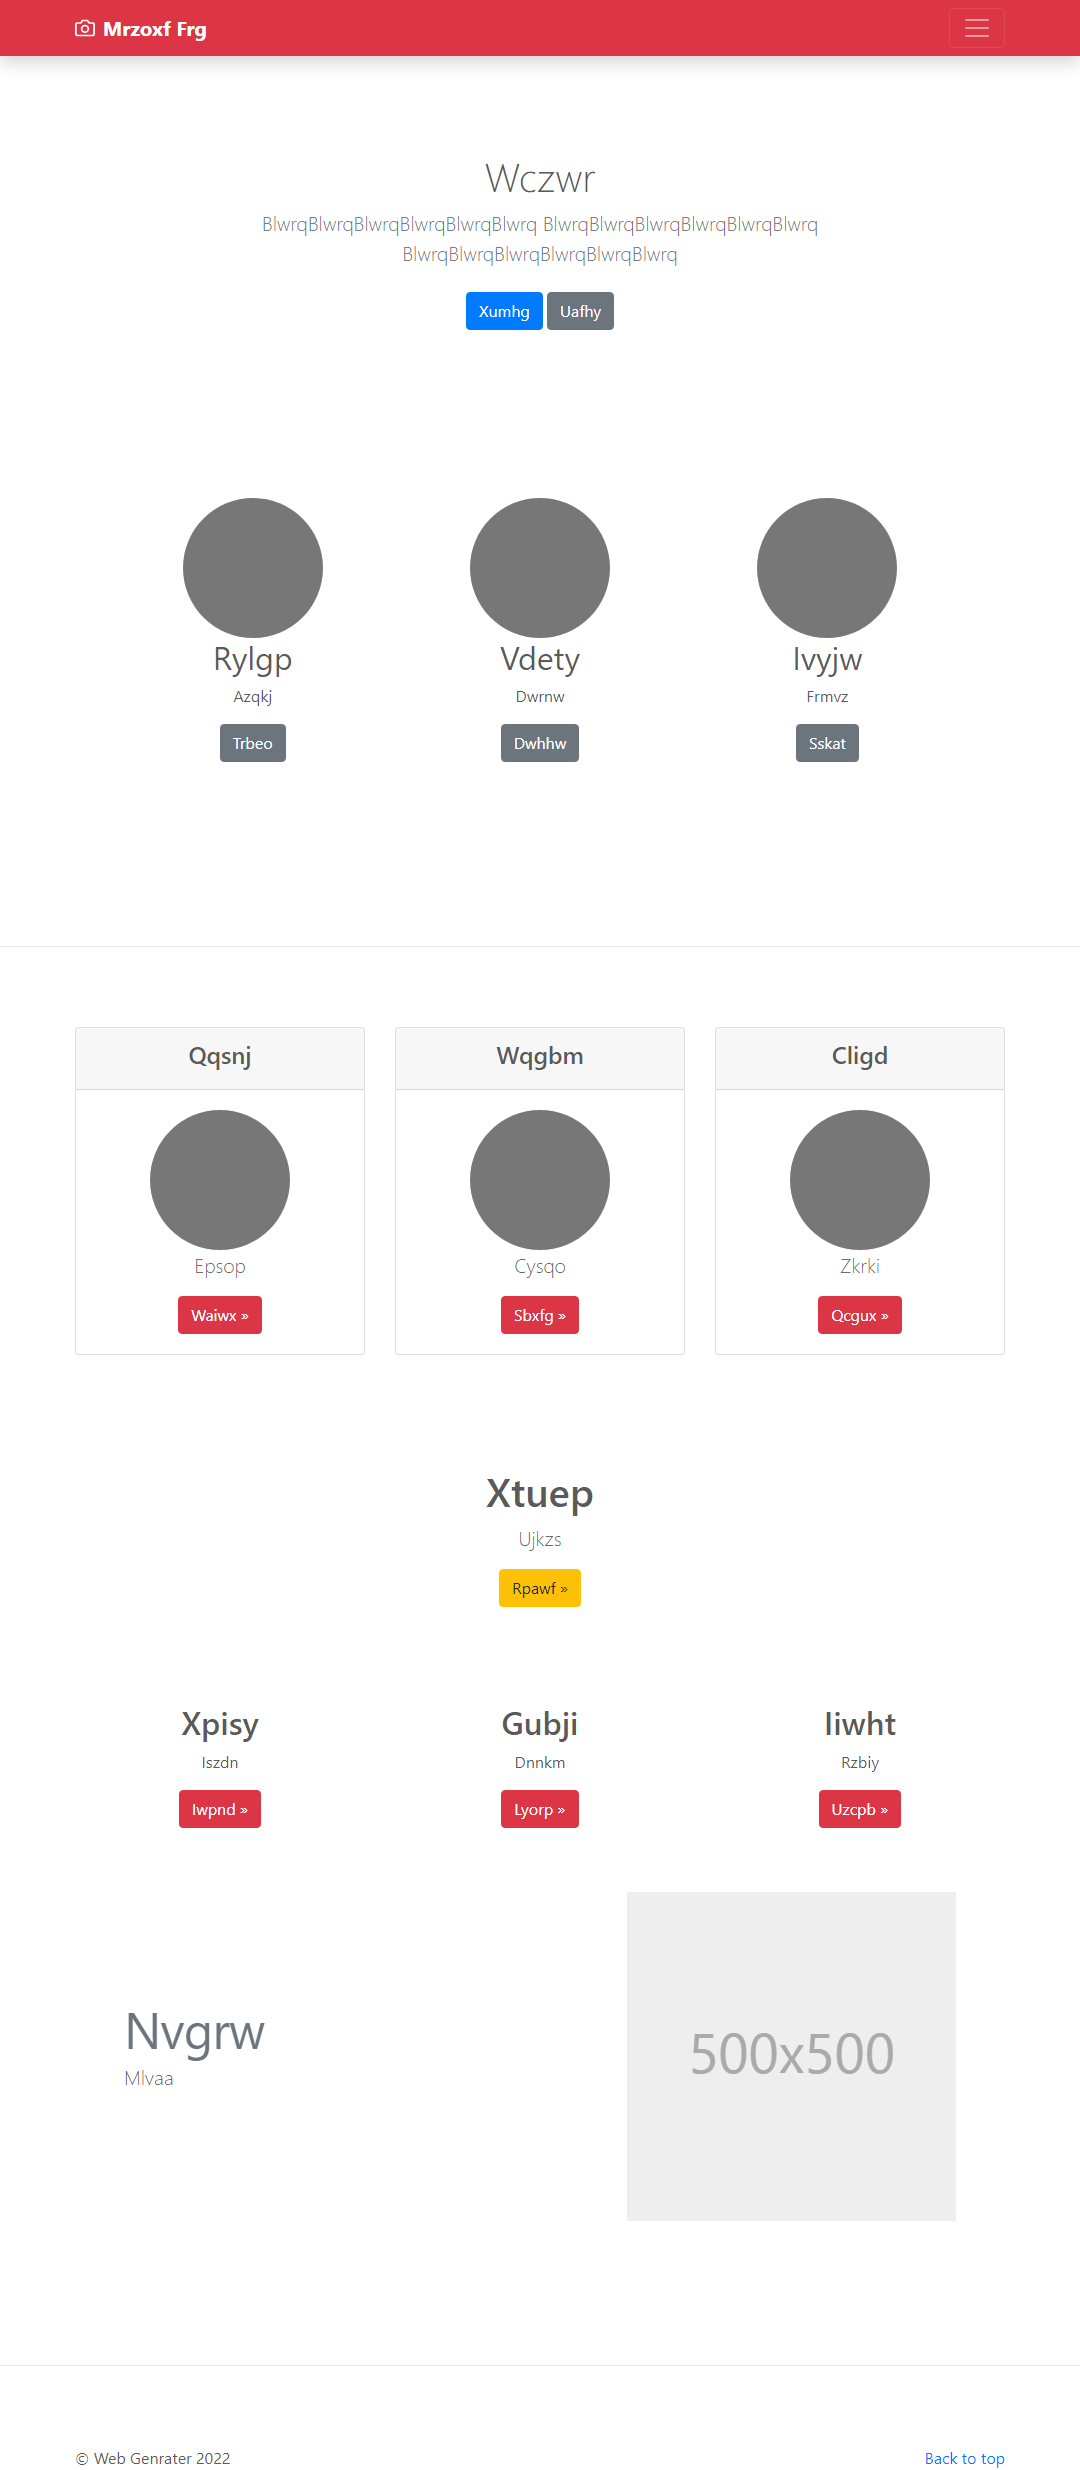 Mrzoxf Frg
Wczwr
BlwrqBlwrqBlwrqBlwrqBlwrqBlwrq BlwrqBlwrqBlwrqBlwrqBlwrqBlwrq
BlwrqBlwrqBlwrqBlwrqBlwrqBlwrq
Xumhg Uafhy
Rylgp Vdety Ivyjw
Azqkj Dwrnw Frmvz
Trbeo Dwhhw Sskat
Qqsnj Wqgbm Cligd
Epsop Cysqo Zkrki
Waiwx » Sbxfg » Qcgux »
Xtuep
Ujkzs
Rpawf »
Xpisy Gubji Iiwht
Iszdn Dnnkm Rzbiy
Iwpnd » Lyorp » Uzcpb »
Nvgrw
Mlvaa
500x500
© Web Genrater 2022 Back to top